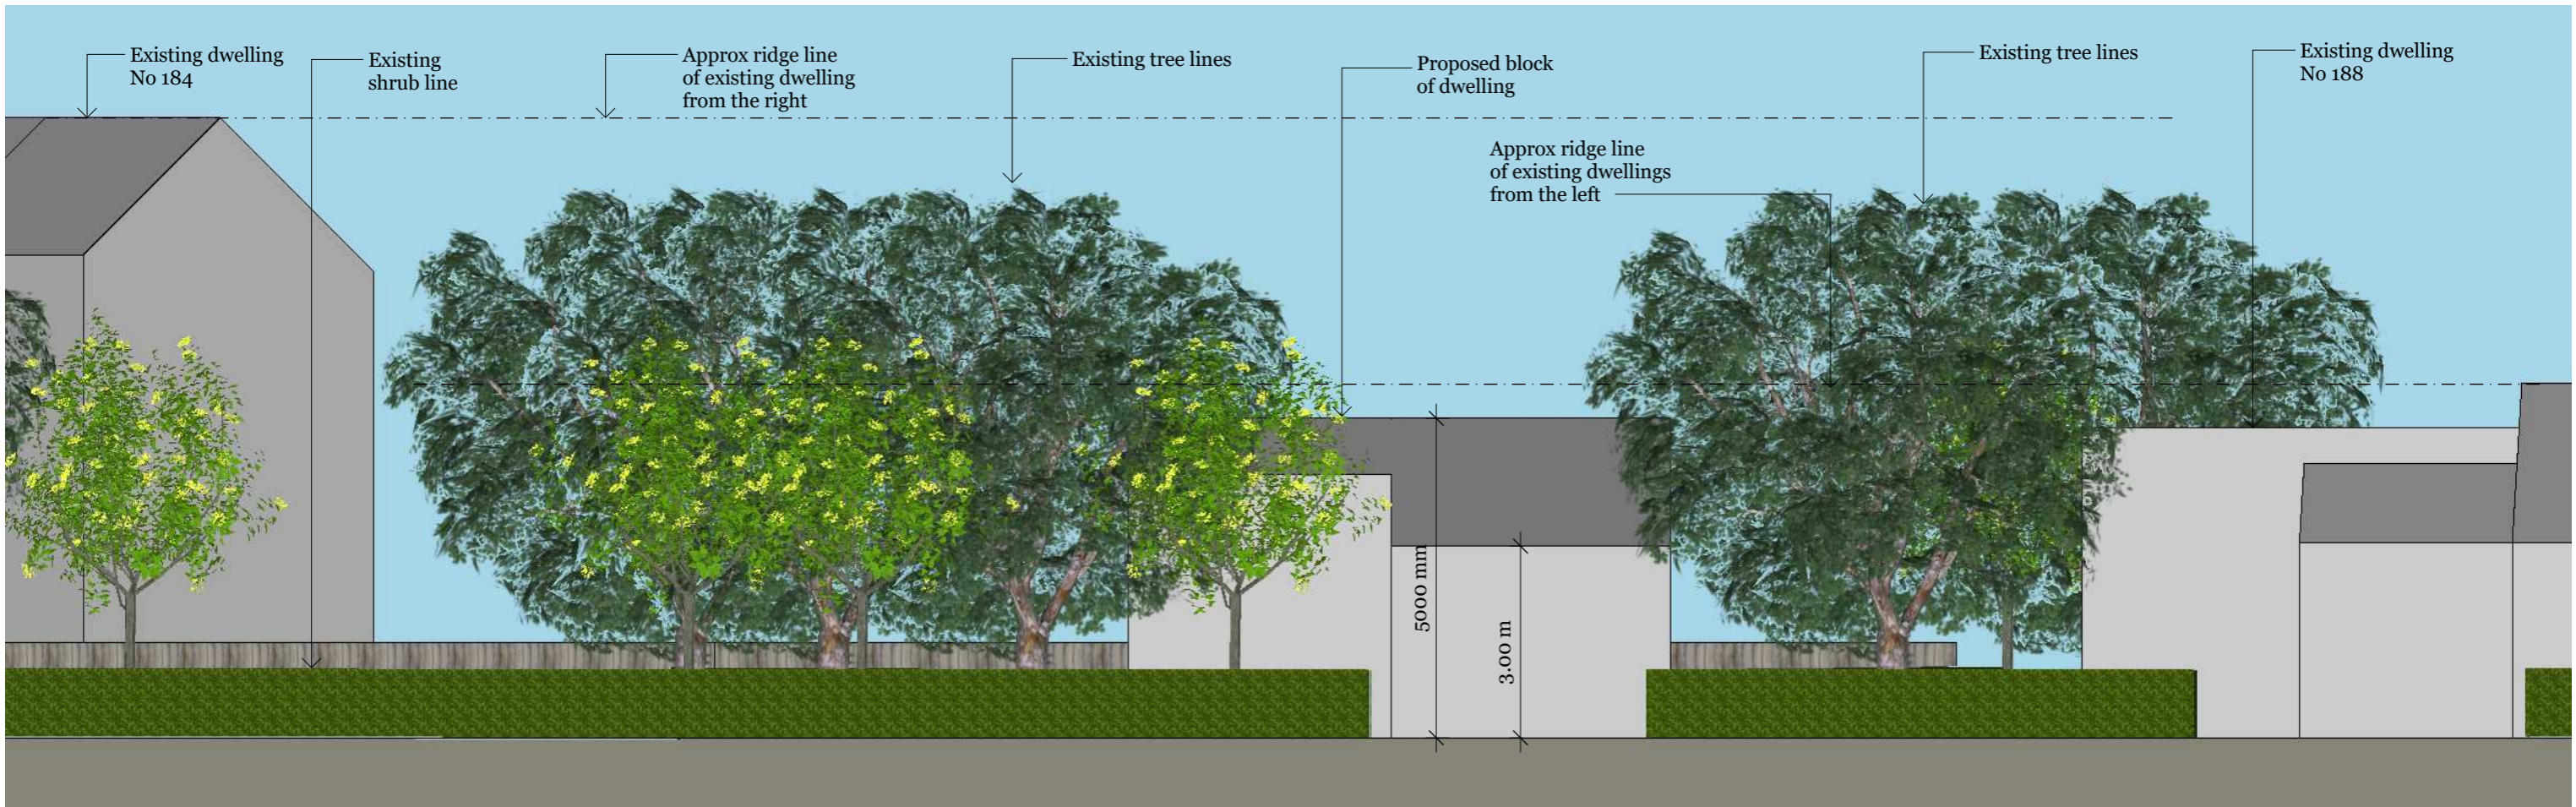 Existing dwelling
No 184
Existing
shrub line
Approx ridge line
of existing dwelling
from the right
Existing tree lines
Proposed block
of dwelling
Approx ridge line
of existing dwellings
from the left
Existing tree lines
Existing dwelling
No 188
5000 mm
3.00 m